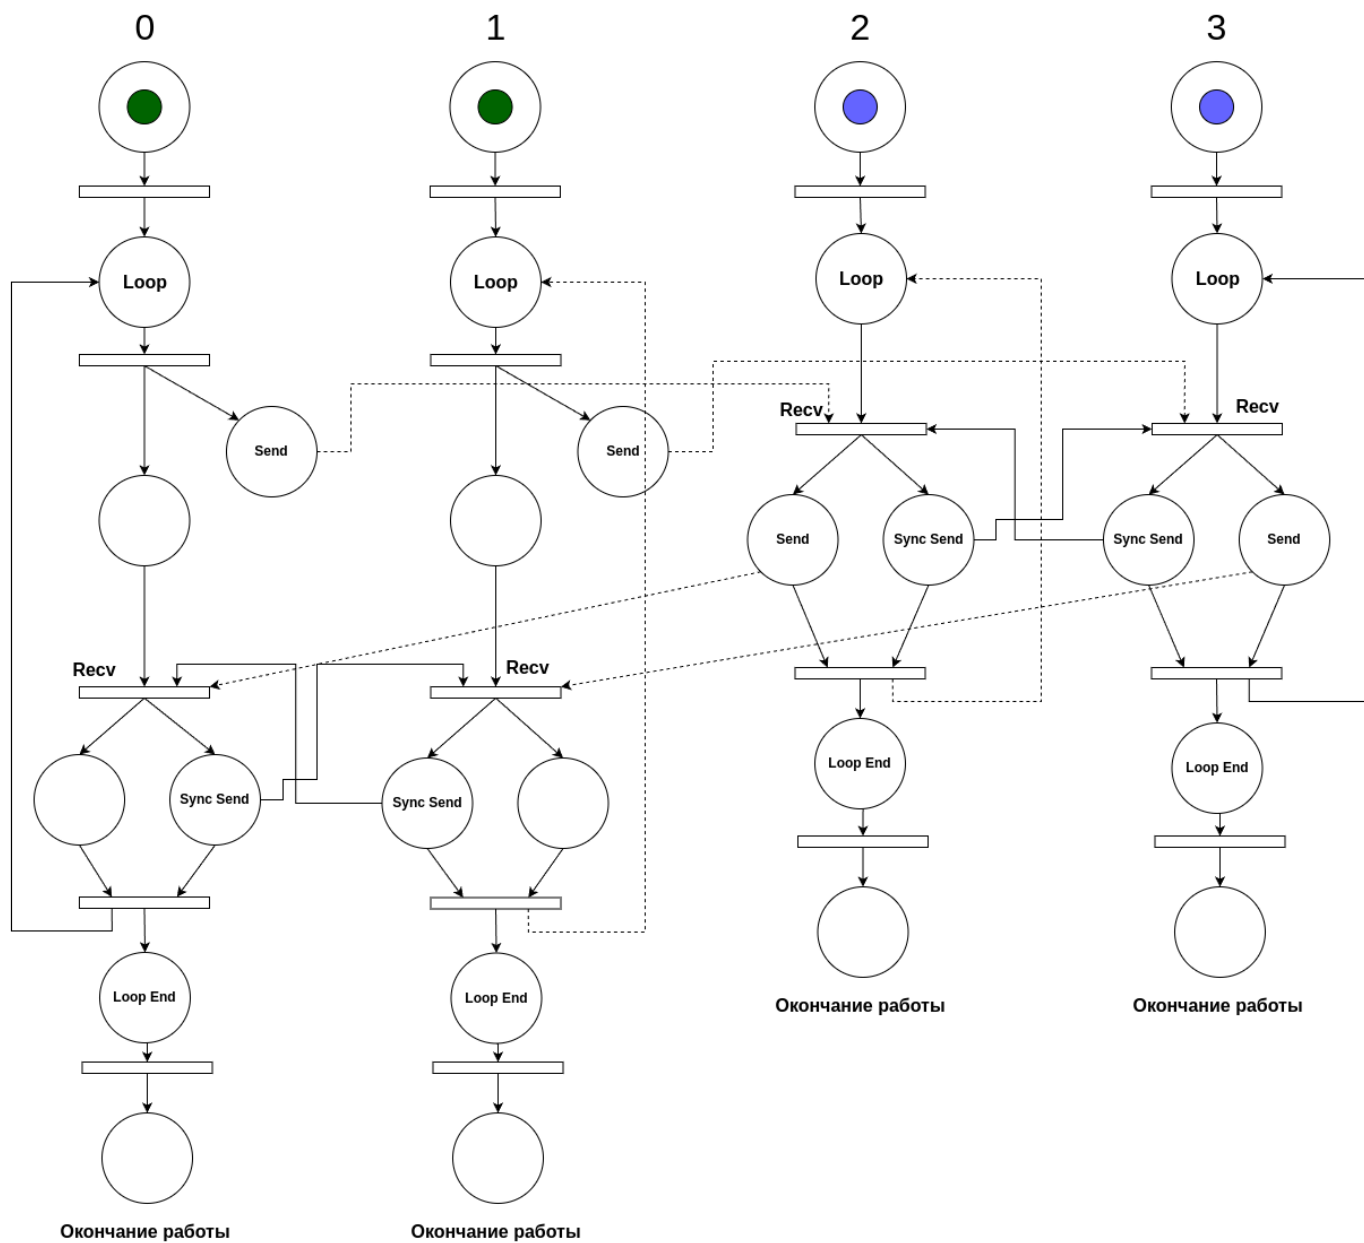 0
1
2
3
Loop
Loop
Loop
Loop
Recv
Recv
Send
Send
Send
Sync Send
Sync Send
Send
Recv
Recv
Loop End
Loop End
Sync Send
Sync Send
Loop End
Loop End
Окончание работы
Окончание работы
Окончание работы
Окончание работы